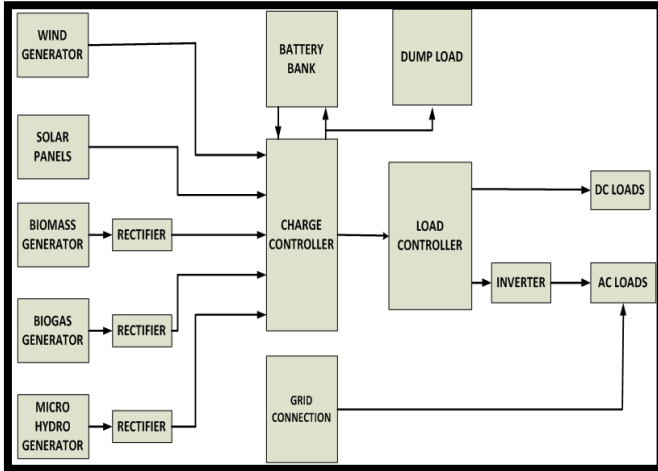 WIND
GENERATOR
BATTERY
BANK
DUMP LOAD
SOLAR
PANELS
BIOMASS
GENERATOR
RECTIFIER
CHARGE
CONTROLLER
LOAD
CONTROLLER
DC LOADS
BIOGAS
GENERATOR
RECTIFIER
INVERTER
AC LOADS
MICRO
HYDRO
GENERATOR
RECTIFIER
GRID
CONNECTION